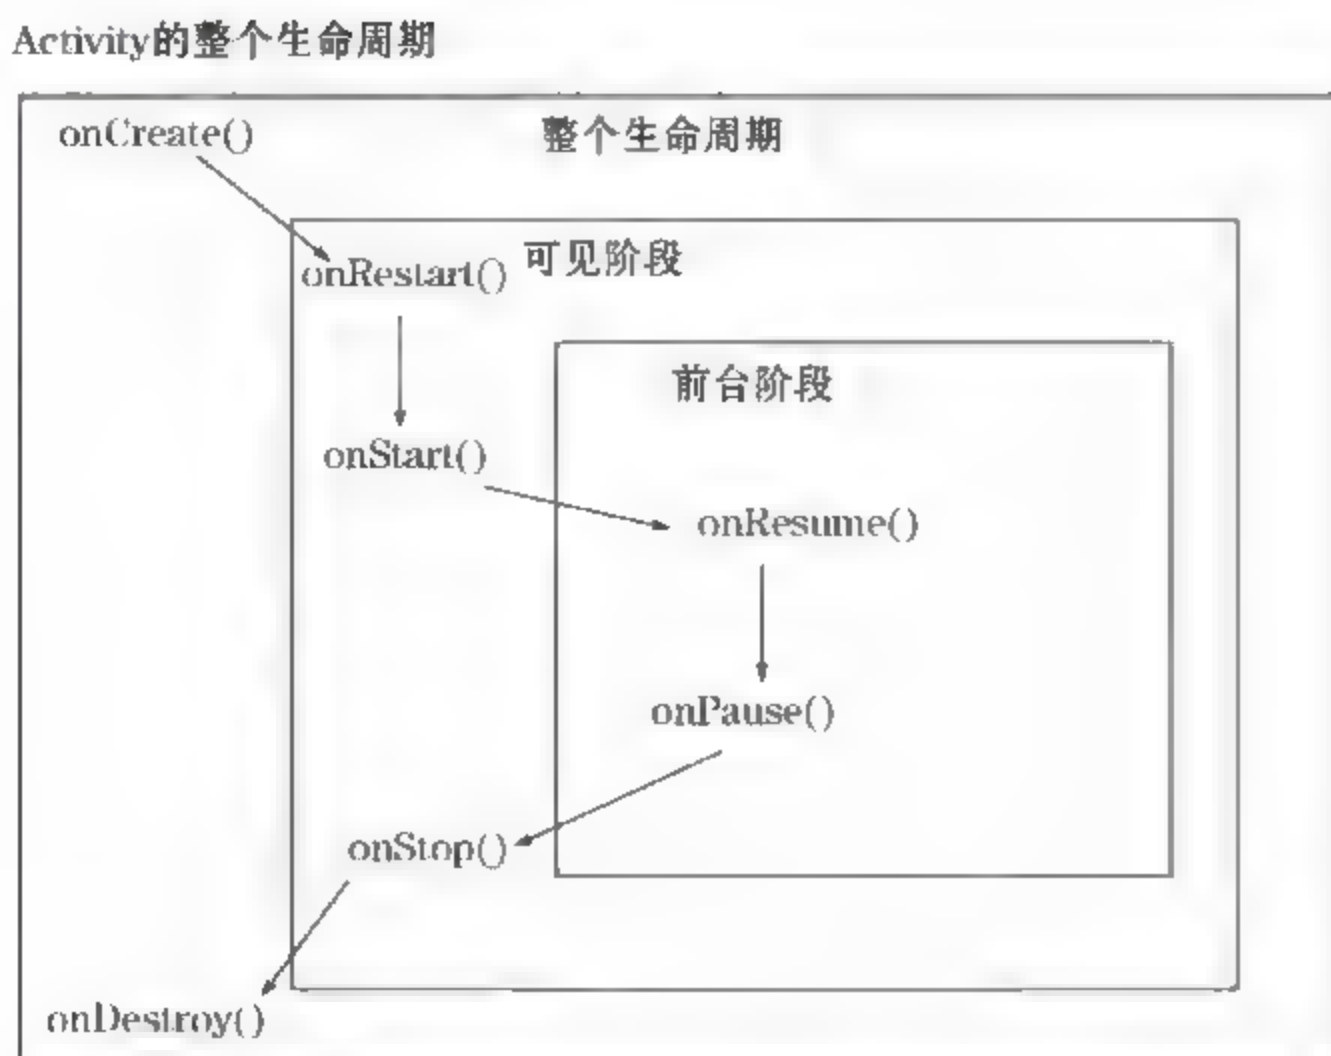 Activity的整个生命周期
onCreate()
整个生命周期
onRestart()
可见阶段
前台阶段
onStart()
onResume()
onPause()
onStop()
onDestroy()